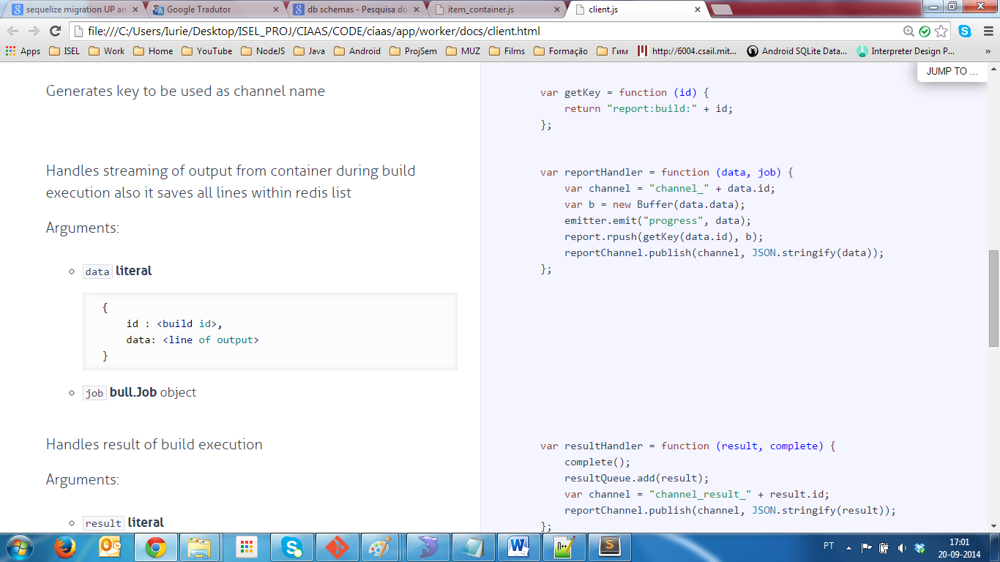 sequelize migration UP an
Google Tradutor
db schemas - Pesquisa do
item_container.js
client.js
file:///C:/Users/Iurie/Desktop/ISEL_PROJ/CIAAS/CODE/ciaas/app/worker/docs/client.html
Apps ISEL Work Home YouTube NodeJS Java Android ProjSem MUZ Films Formação Гим http://6004.csail.mit... Android SQLite Data... Interpreter Design P... »
JUMP TO ...
Generates key to be used as channel name
var getKey = function (id) {
return "report:build:" + id;
};
Handles streaming of output from container during build
execution also it saves all lines within redis list
Arguments:
data literal
{
id : <build id>,
data: <line of output>
}
job bull.Job object
var reportHandler = function (data, job) {
var channel = "channel_" + data.id;
var b = new Buffer(data.data);
emitter.emit("progress", data);
report.rpush(getKey(data.id), b);
reportChannel.publish(channel, JSON.stringify(data));
};
Handles result of build execution
Arguments:
result literal
var resultHandler = function (result, complete) {
complete();
resultQueue.add(result);
var channel = "channel_result_" + result.id;
reportChannel.publish(channel, JSON.stringify(result));
};
PT
17:01
20-09-2014